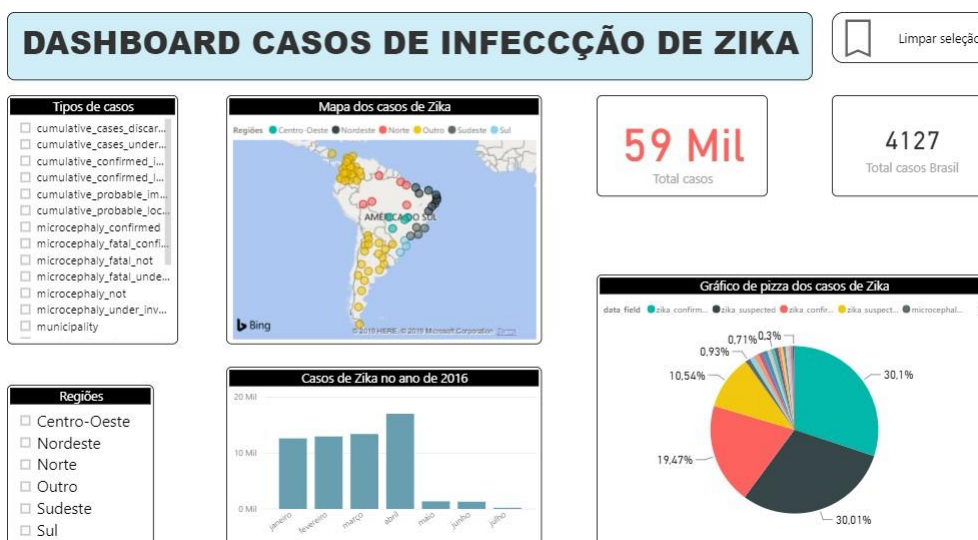 DASHBOARD CASOS DE INFECCÇÃO DE ZIKA
Limpar seleção
Tipos de casos
cumulative_cases_discar...
cumulative_cases_under...
cumulative_confirmed_i...
cumulative_confirmed_l...
cumulative_probable_im...
cumulative_probable_loc...
microcephaly_confirmed
microcephaly_fatal_confi...
microcephaly_fatal_not
microcephaly_fatal_unde...
microcephaly_not
microcephaly_under_inv...
municipality
Mapa dos casos de Zika
Regiões Centro-Oeste Nordeste Norte Outro Sudeste Sul
AMÉRICA DO SUL
Bing
© 2019 HERE, © 2019 Microsoft Corporation Terms
59 Mil
Total casos
4127
Total casos Brasil
Regiões
Centro-Oeste
Nordeste
Norte
Outro
Sudeste
Sul
Casos de Zika no ano de 2016
20 Mil
10 Mil
0 Mil
janeiro
fevereiro
março
abril
maio
junho
julho
Gráfico de pizza dos casos de Zika
data field zika_confirm... zika_suspected zika_confir... zika_suspect... microcephal...
0,3%
0,71%
0,93%
10,54%
19,47%
30,1%
30,01%